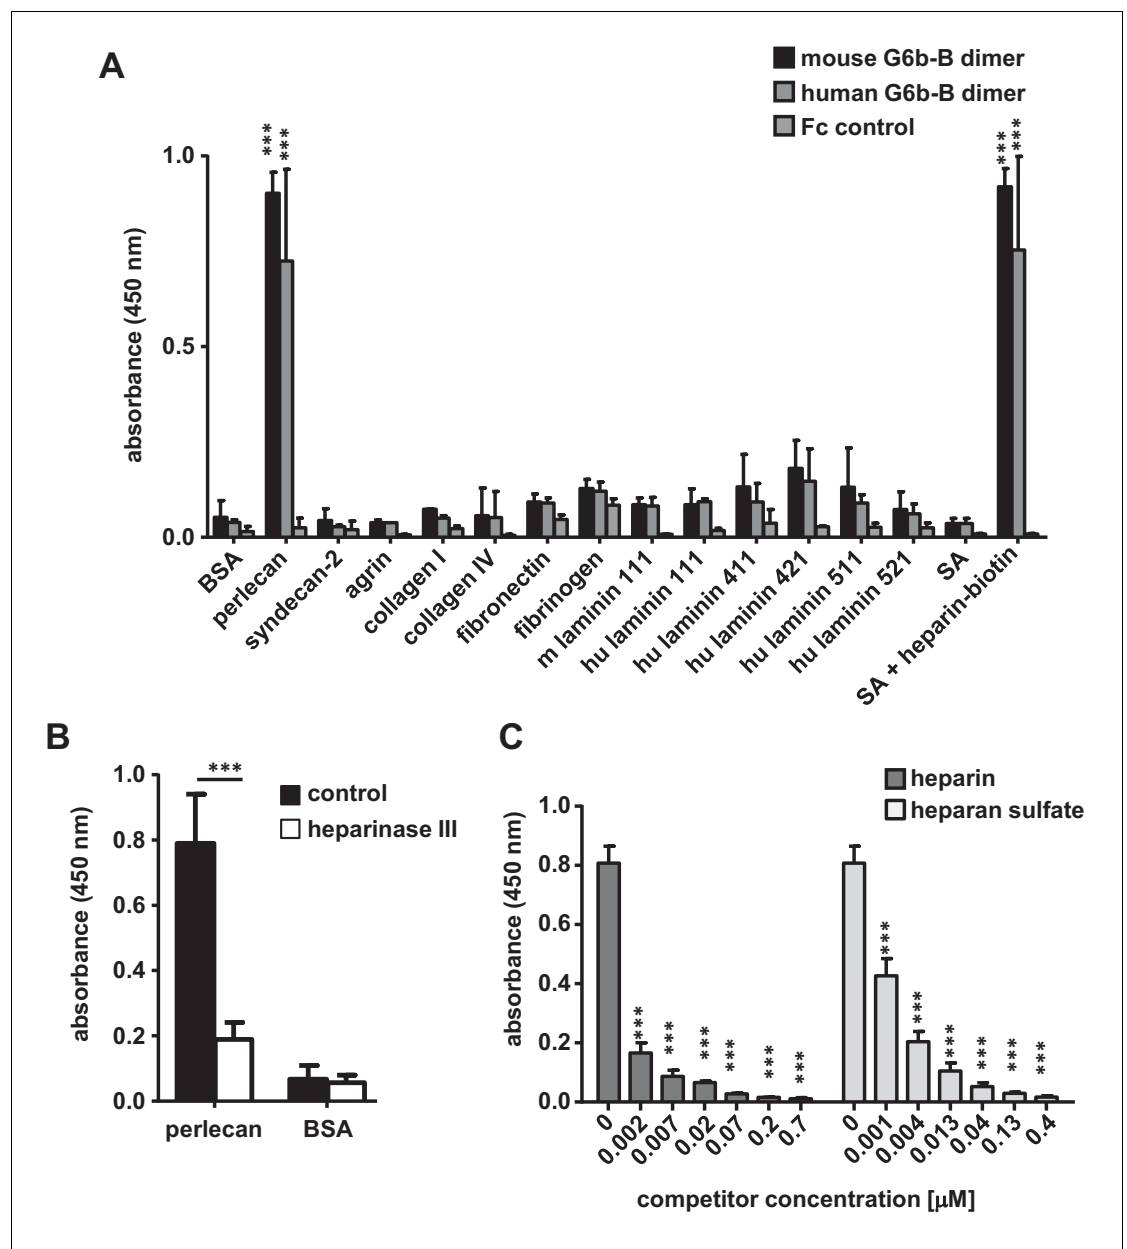 A
mouse G6b-B dimer
human G6b-B dimer
Fc control
*** *** *** ***
absorbance (450 nm)
1.0
0.5
0.0
BSA
perlecan
syndecan-2
agrin
collagen I
collagen IV
fibronectin
fibrinogen
m laminin 111
hu laminin 111
hu laminin 411
hu laminin 421
hu laminin 511
hu laminin 521
SA
SA + heparin-biotin
B
***
control
heparinase III
absorbance (450 nm)
1.0
0.8
0.6
0.4
0.2
0.0
perlecan BSA
C
heparin
heparan sulfate
absorbance (450 nm)
1.0
0.8
0.6
0.4
0.2
0.0
*** *** *** *** *** ***
*** *** *** *** *** ***
0 0.002 0.007 0.02 0.07 0.2 0.7
0 0.001 0.004 0.013 0.04 0.13 0.4
competitor concentration [μM]